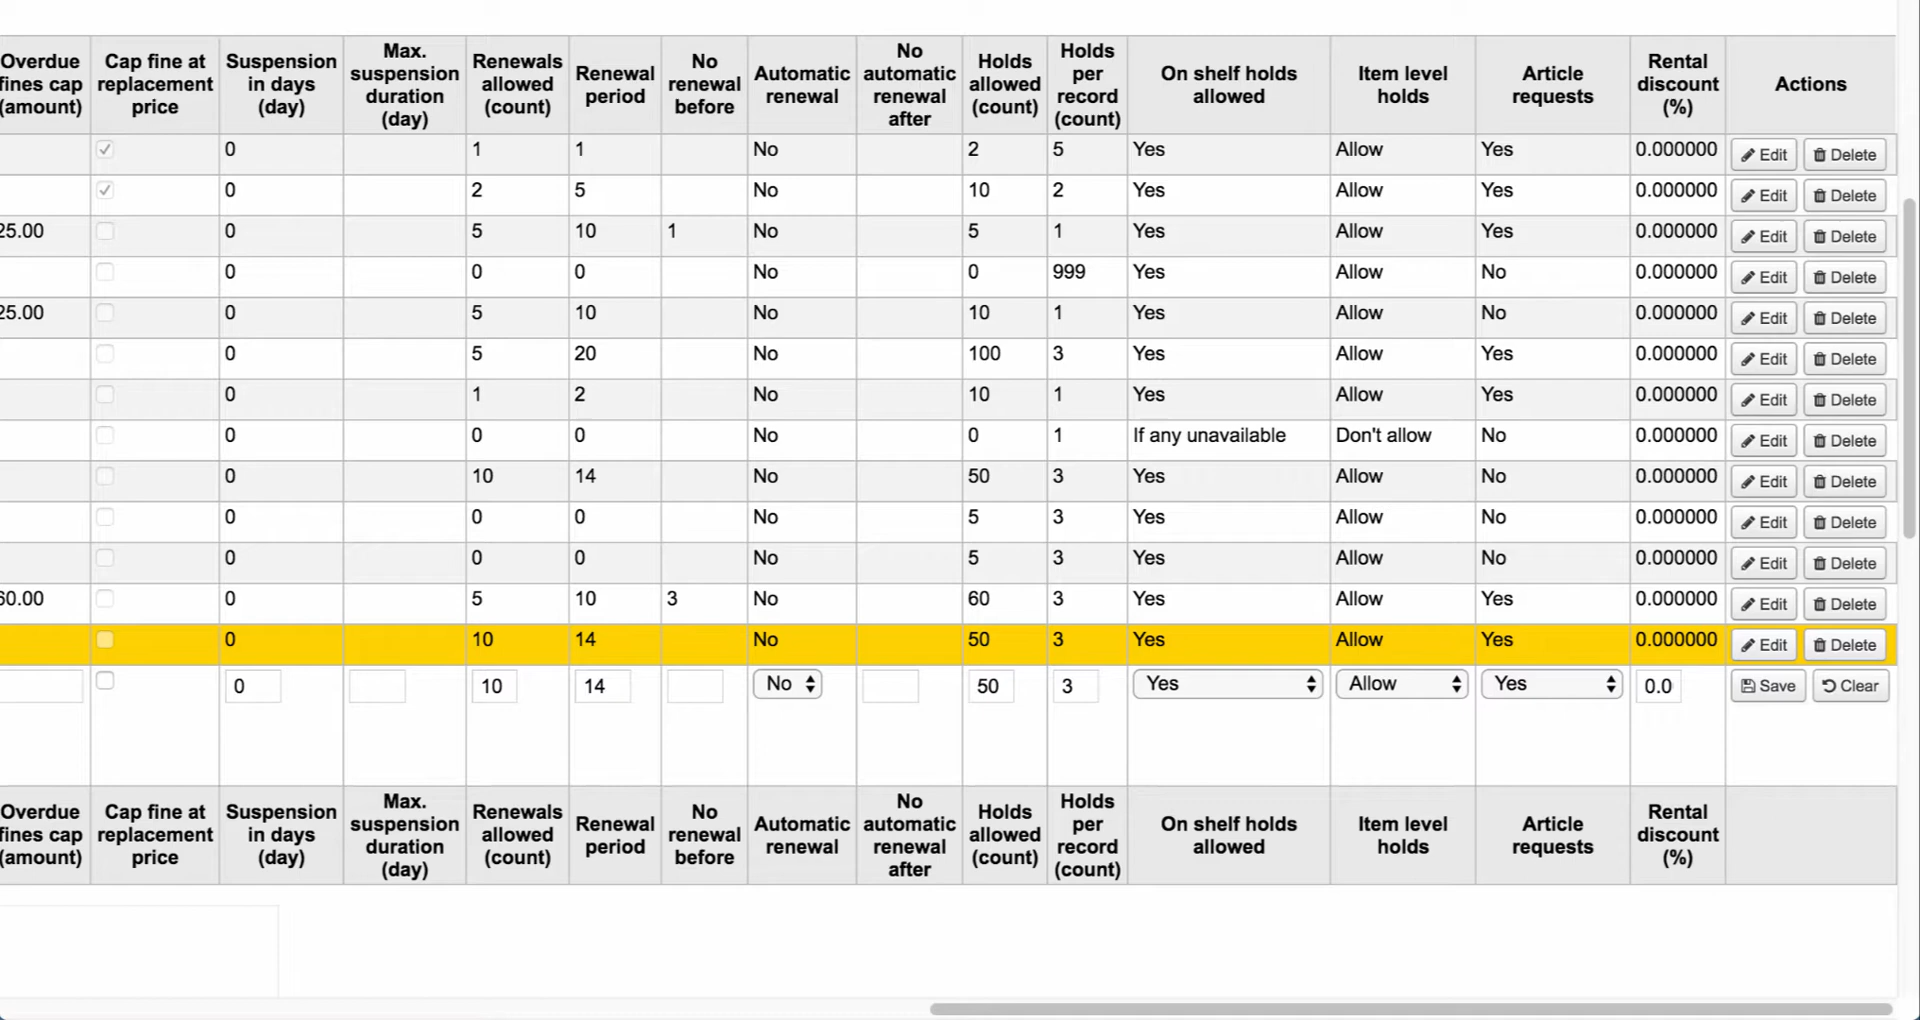 Overdue fines cap (amount) Cap fine at replacement price Suspension in days (day) Max. suspension duration (day) Renewals allowed (count) Renewal period No renewal before Automatic renewal No automatic renewal after Holds allowed (count) Holds per record (count) On shelf holds allowed Item level holds Article requests Rental discount (%) Actions
0 1 1 No 2 5 Yes Allow Yes 0.000000 Edit Delete
0 2 5 No 10 2 Yes Allow Yes 0.000000 Edit Delete
25.00 0 5 10 1 No 5 1 Yes Allow Yes 0.000000 Edit Delete
0 0 0 No 0 999 Yes Allow No 0.000000 Edit Delete
25.00 0 5 10 No 10 1 Yes Allow No 0.000000 Edit Delete
0 5 20 No 100 3 Yes Allow Yes 0.000000 Edit Delete
0 1 2 No 10 1 Yes Allow Yes 0.000000 Edit Delete
0 0 0 No 0 1 If any unavailable Don't allow No 0.000000 Edit Delete
0 10 14 No 50 3 Yes Allow No 0.000000 Edit Delete
0 0 0 No 5 3 Yes Allow No 0.000000 Edit Delete
0 0 0 No 5 3 Yes Allow No 0.000000 Edit Delete
60.00 0 5 10 3 No 60 3 Yes Allow Yes 0.000000 Edit Delete
0 10 14 No 50 3 Yes Allow Yes 0.000000 Edit Delete
0 10 14 No 50 3 Yes Allow Yes 0.0 Save Clear
Overdue fines cap (amount) Cap fine at replacement price Suspension in days (day) Max. suspension duration (day) Renewals allowed (count) Renewal period No renewal before Automatic renewal No automatic renewal after Holds allowed (count) Holds per record (count) On shelf holds allowed Item level holds Article requests Rental discount (%)